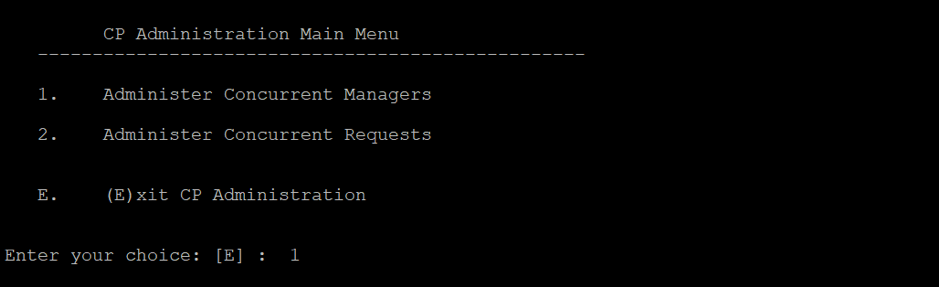 CP Administration Main Menu
--------------------------------------------------
1. Administer Concurrent Managers
2. Administer Concurrent Requests
E. (E)xit CP Administration
Enter your choice: [E] : 1